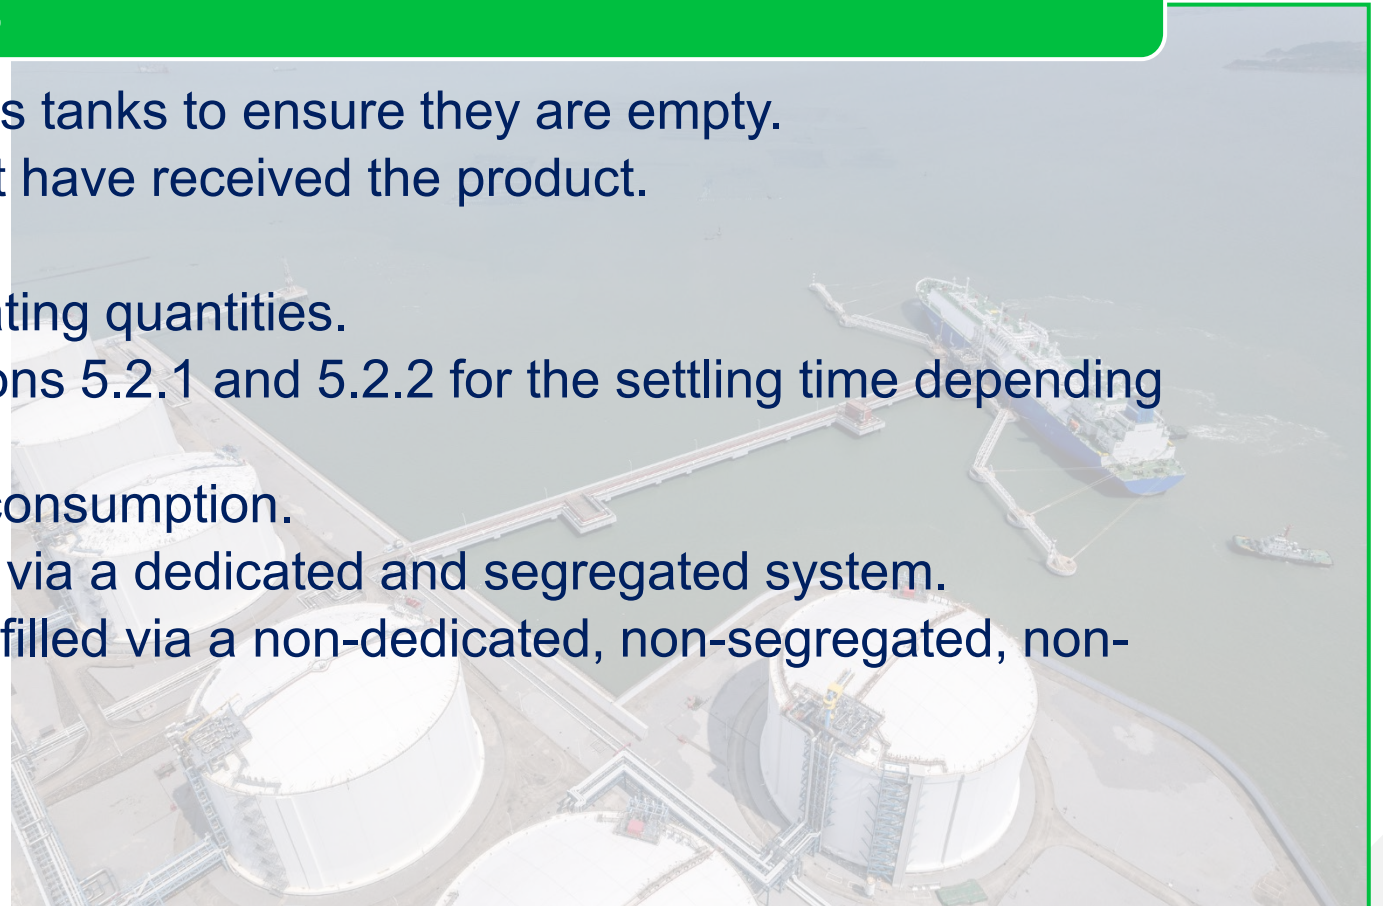 s tanks to ensure they are empty.
t have received the product.
ating quantities.
ons 5.2.1 and 5.2.2 for the settling time depending
consumption.
via a dedicated and segregated system.
filled via a non-dedicated, non-segregated, non-